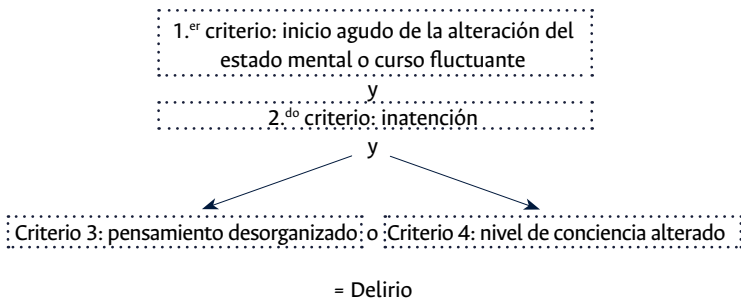 1.er criterio: inicio agudo de la alteración del
estado mental o curso fluctuante
y
2.do criterio: inatención
y
Criterio 3: pensamiento desorganizado o Criterio 4: nivel de conciencia alterado
= Delirio